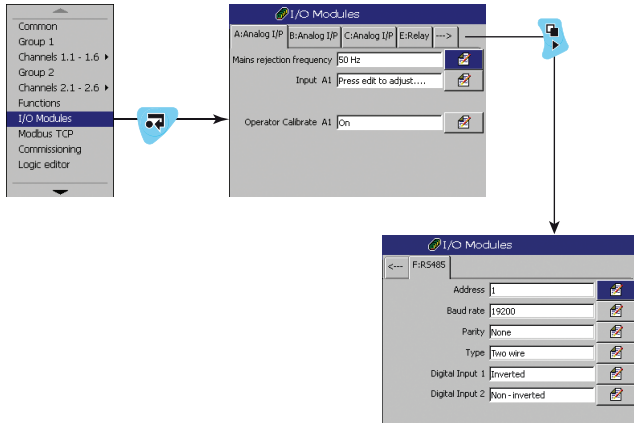 Common
Group 1
Channels 1.1 - 1.6
Group 2
Channels 2.1 - 2.6
Functions
I/O Modules
Modbus TCP
Commissioning
Logic editor
I/O Modules
A:Analog I/P B:Analog I/P C:Analog I/P E:Relay --->
Mains rejection frequency 50 Hz
Input A1 Press edit to adjust....
Operator Calibrate A1 On
I/O Modules
<--- F:RS485
Address 1
Baud rate 19200
Parity None
Type Two wire
Digital Input 1 Inverted
Digital Input 2 Non-inverted